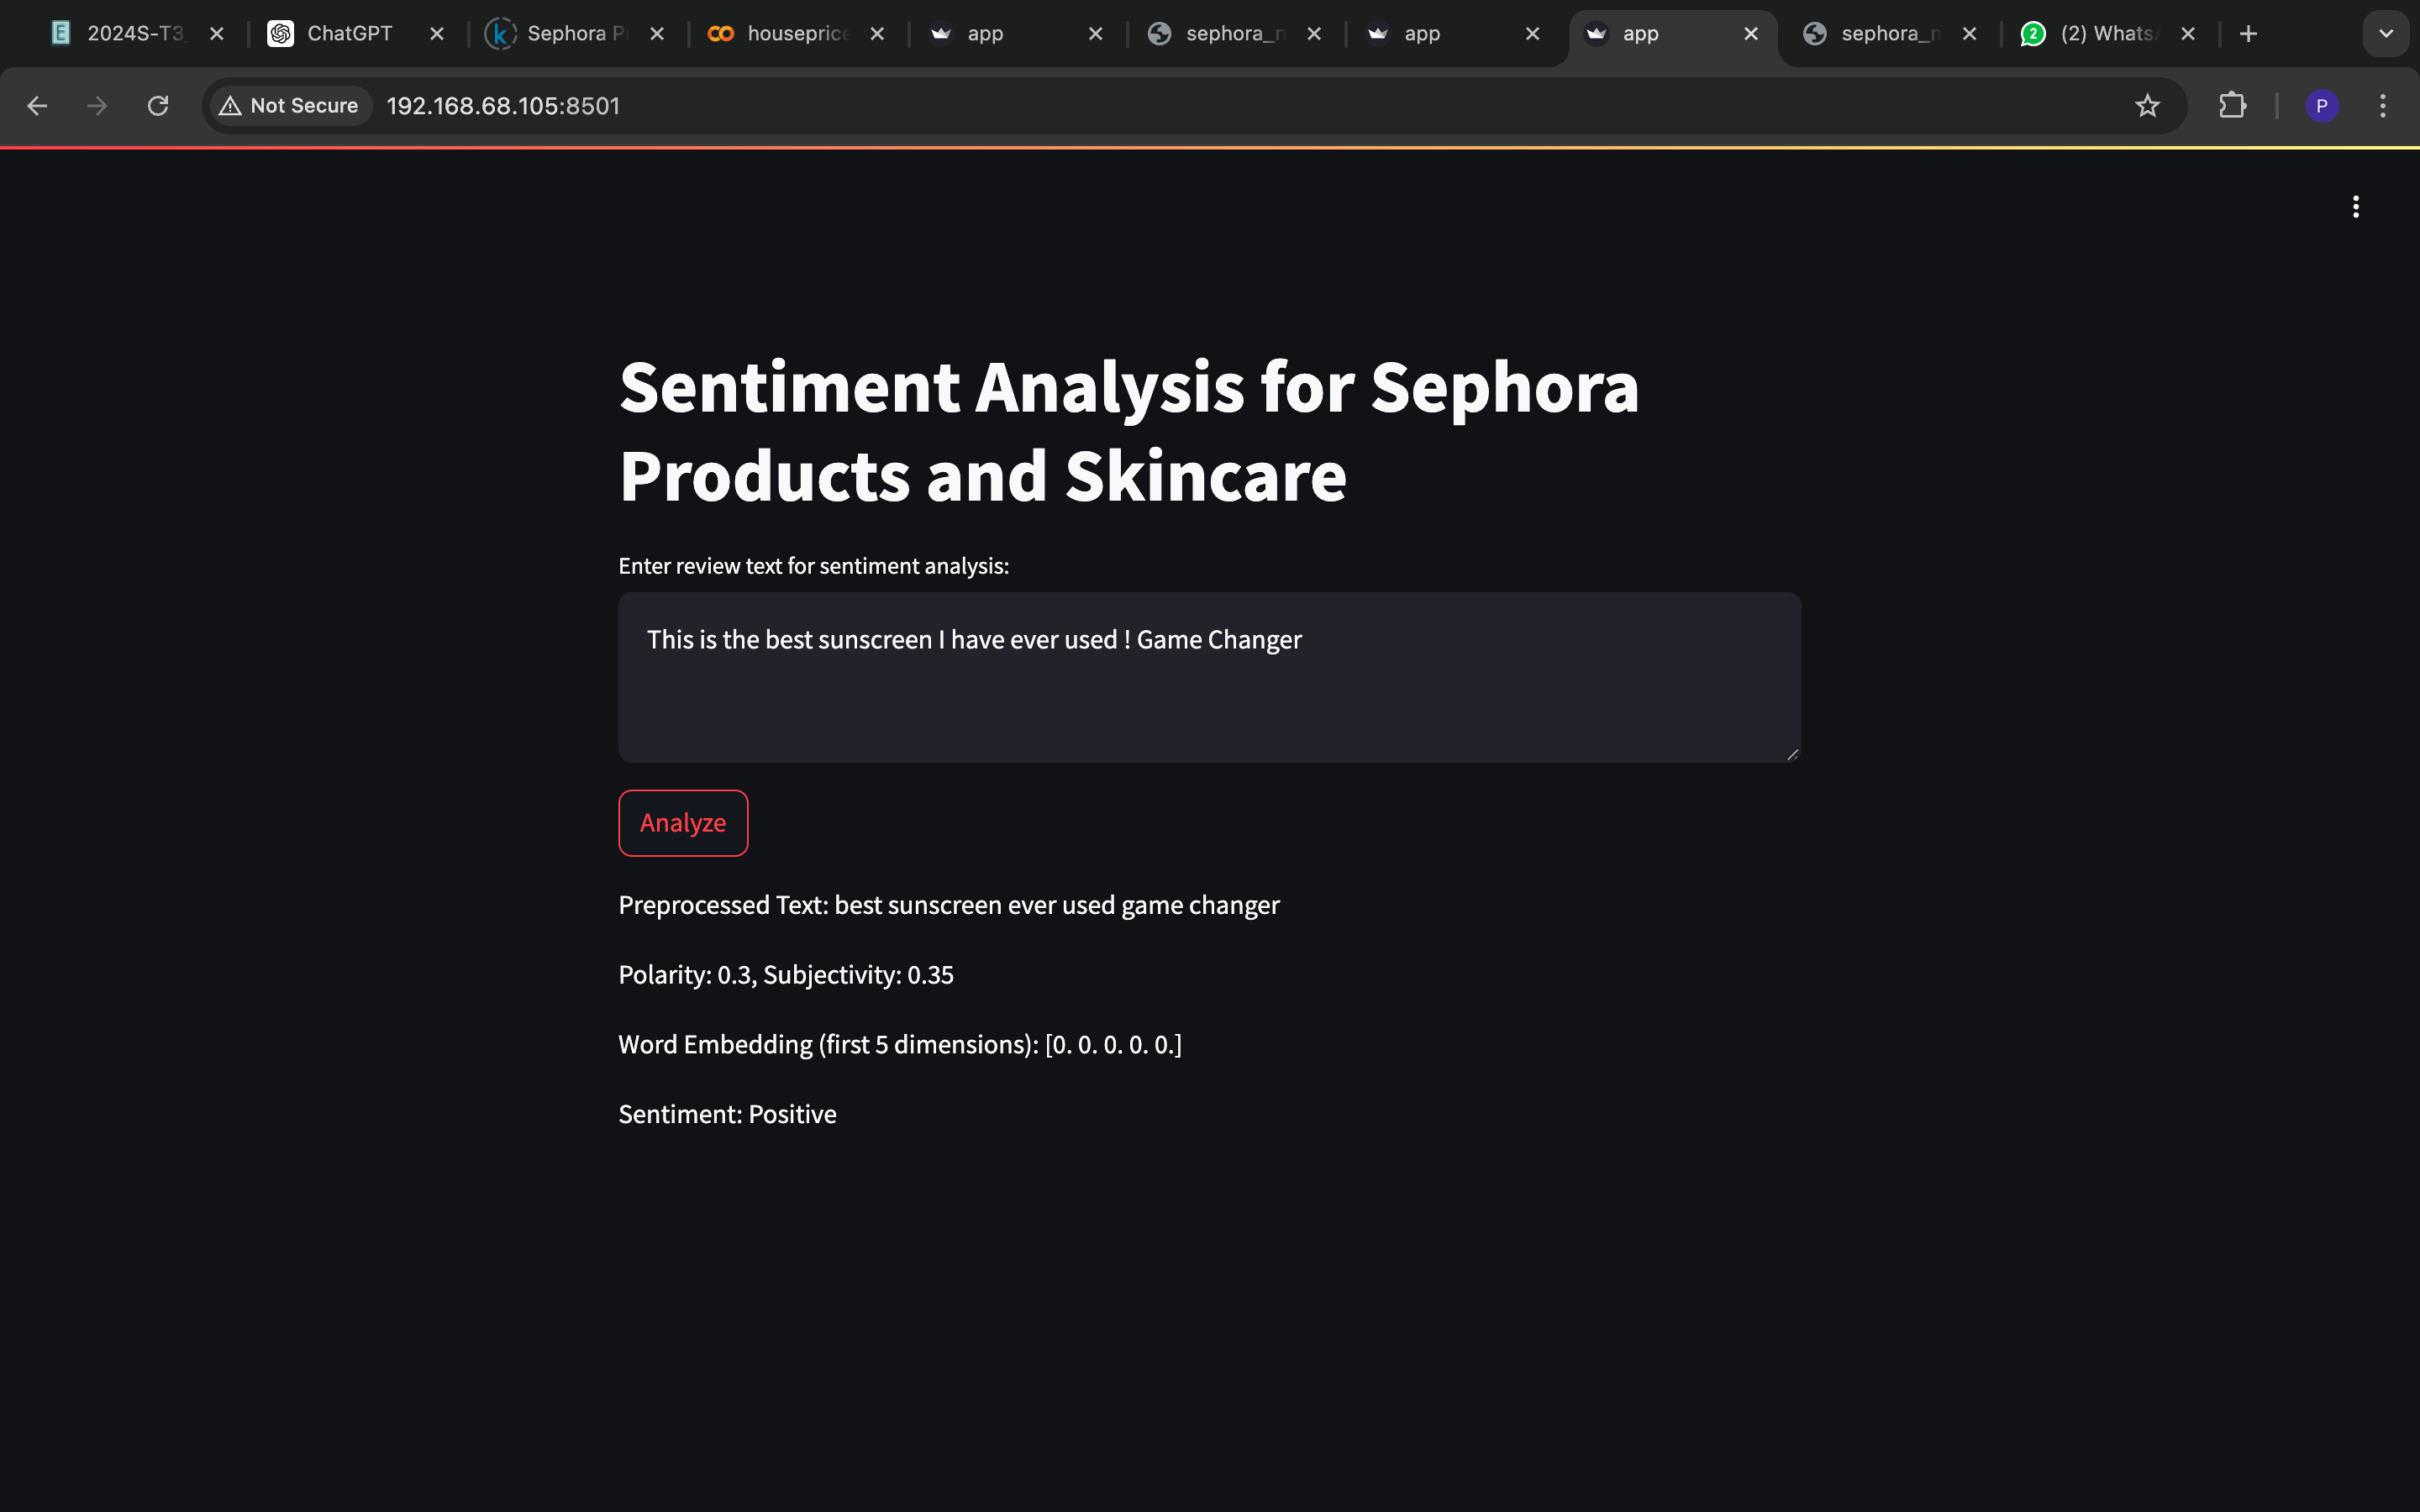 2024S-T3_
ChatGPT
Sephora P
houseprice
app
sephora_n
app
app
sephora_n
(2) Whats
Not Secure
192.168.68.105:8501
P
Sentiment Analysis for Sephora
Products and Skincare
Enter review text for sentiment analysis:
This is the best sunscreen I have ever used ! Game Changer
Analyze
Preprocessed Text: best sunscreen ever used game changer
Polarity: 0.3, Subjectivity: 0.35
Word Embedding (first 5 dimensions): [0. 0. 0. 0. 0.]
Sentiment: Positive